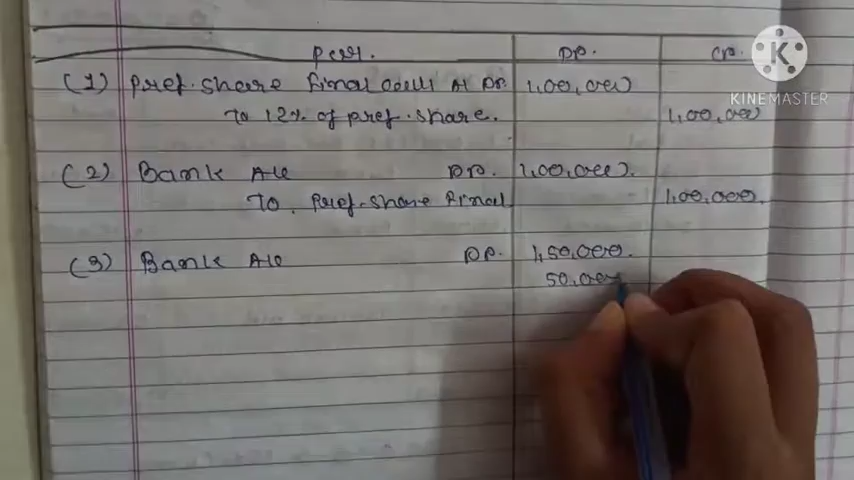 Part. Dr. Cr.
(1) Pref. share final call A/c Dr. 1,00,000
To 12% of pref. share. 1,00,000
(2) Bank A/c Dr. 1,00,000.
To. Pref. share final 1,00,000.
(3) Bank A/c Dr. 1,50,000.
50,000
KINEMASTER